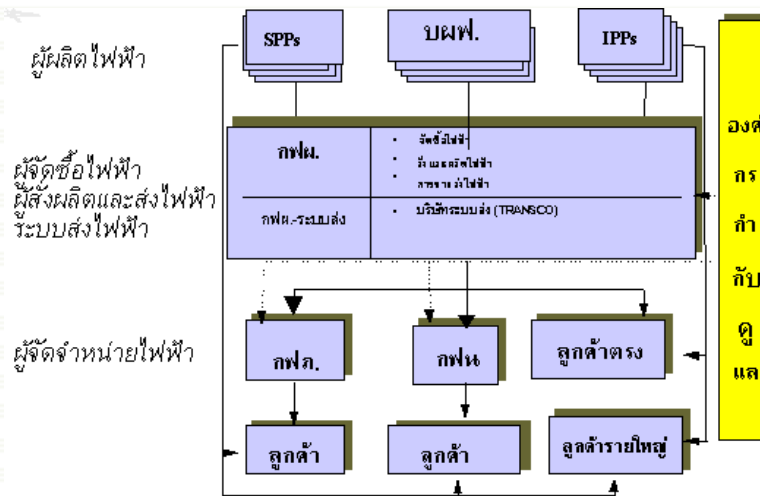 ผู้ผลิตไฟฟ้า
SPPs
บผฟ.
IPPs
ผู้จัดซื้อไฟฟ้า
ผู้สั่งผลิตและส่งไฟฟ้า
ระบบส่งไฟฟ้า
กฟผ.
• จัดซื้อไฟฟ้า
กฟผ.-ระบบส่ง
• บริษัทระบบส่ง (TRANSCO)
ผู้จัดจำหน่ายไฟฟ้า
กฟภ.
กฟน
ลูกค้าตรง
ลูกค้า
ลูกค้า
ลูกค้ารายใหญ่
องค์
กร
กำ
กับ
ดู
แล